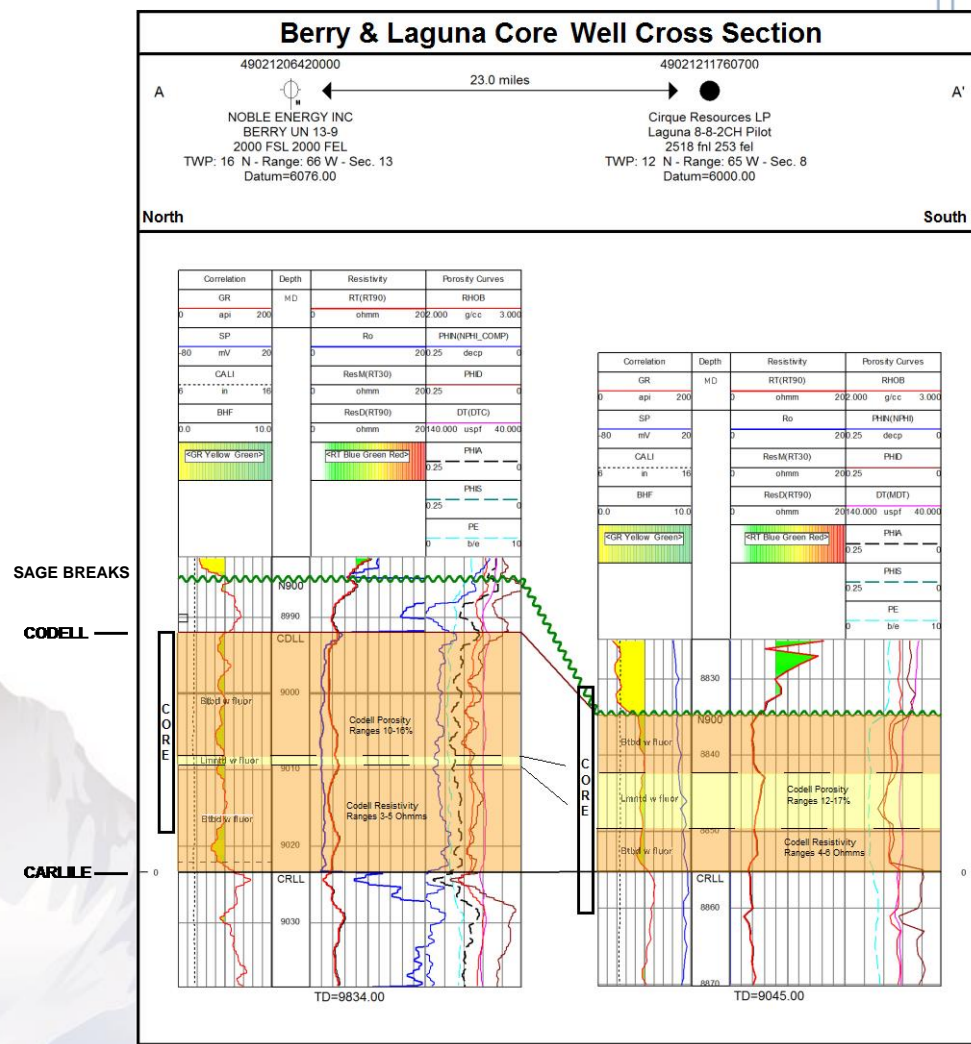 Berry & Laguna Core Well Cross Section
49021206420000
49021211760700
A
23.0 miles
A'
NOBLE ENERGY INC
BERRY UN 13-9
2000 FSL 2000 FEL
TWP: 16 N - Range: 66 W - Sec. 13
Datum=6076.00
Cirque Resources LP
Laguna 8-8-2CH Pilot
2518 fnl 253 fel
TWP: 12 N - Range: 65 W - Sec. 8
Datum=6000.00
North
South
Correlation Depth Resistivity Porosity Curves
GR MD RT(RT90) RHOB
0 api 200 0 ohmm 20 2.000 g/cc 3.000
SP Ro PHIN(NPHI_COMP)
-80 mV 20 0 ohmm 20 0.25 decp 0
CALI ResM(RT30) PHID
6 in 16 0 ohmm 20 0.25 0
BHF ResD(RT90) DT(DTC)
0.0 10.0 0 ohmm 20 140.000 uspf 40.000
<GR Yellow Green> <RT Blue Green Red> PHIA
0.25 0
PHIS
0.25 0
PE
0 b/e 10
Correlation Depth Resistivity Porosity Curves
GR MD RT(RT90) RHOB
0 api 200 0 ohmm 20 2.000 g/cc 3.000
SP Ro PHIN(NPHI)
-80 mV 20 0 ohmm 20 0.25 decp 0
CALI ResM(RT30) PHID
6 in 16 0 ohmm 20 0.25 0
BHF ResD(RT90) DT(MDT)
0.0 10.0 0 ohmm 20 140.000 uspf 40.000
<GR Yellow Green> <RT Blue Green Red> PHIA
0.25 0
PHIS
0.25 0
PE
0 b/e 10
SAGE BREAKS
N900
8990
CODELL
CDLL
9000
CORE
Btbd w fluor
Codell Porosity
Ranges 10-16%
Lmntd w fluor
9010
Codell Resistivity
Ranges 3-5 Ohmms
Btbd w fluor
9020
CARLILE
0
CRLL
9030
TD=9834.00
8830
N900
CORE
Btbd w fluor
8840
Lmntd w fluor
Codell Porosity
Ranges 12-17%
8850
Btbd w fluor
Codell Resistivity
Ranges 4-6 Ohmms
0
CRLL
8860
8870
TD=9045.00